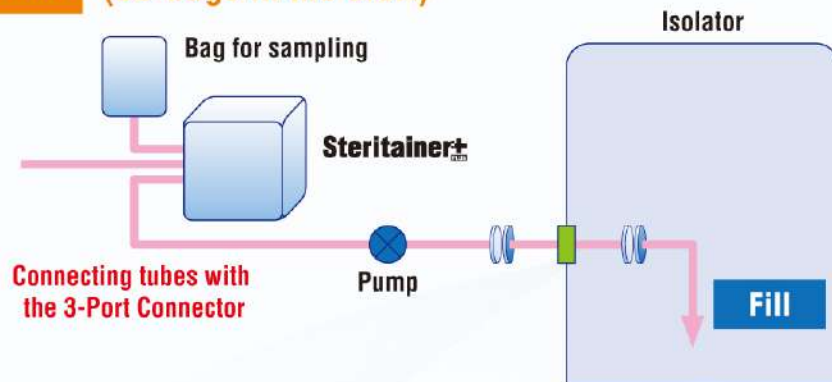 Isolator
Bag for sampling
Steritainer+
Connecting tubes with
the 3-Port Connector
Pump
Fill